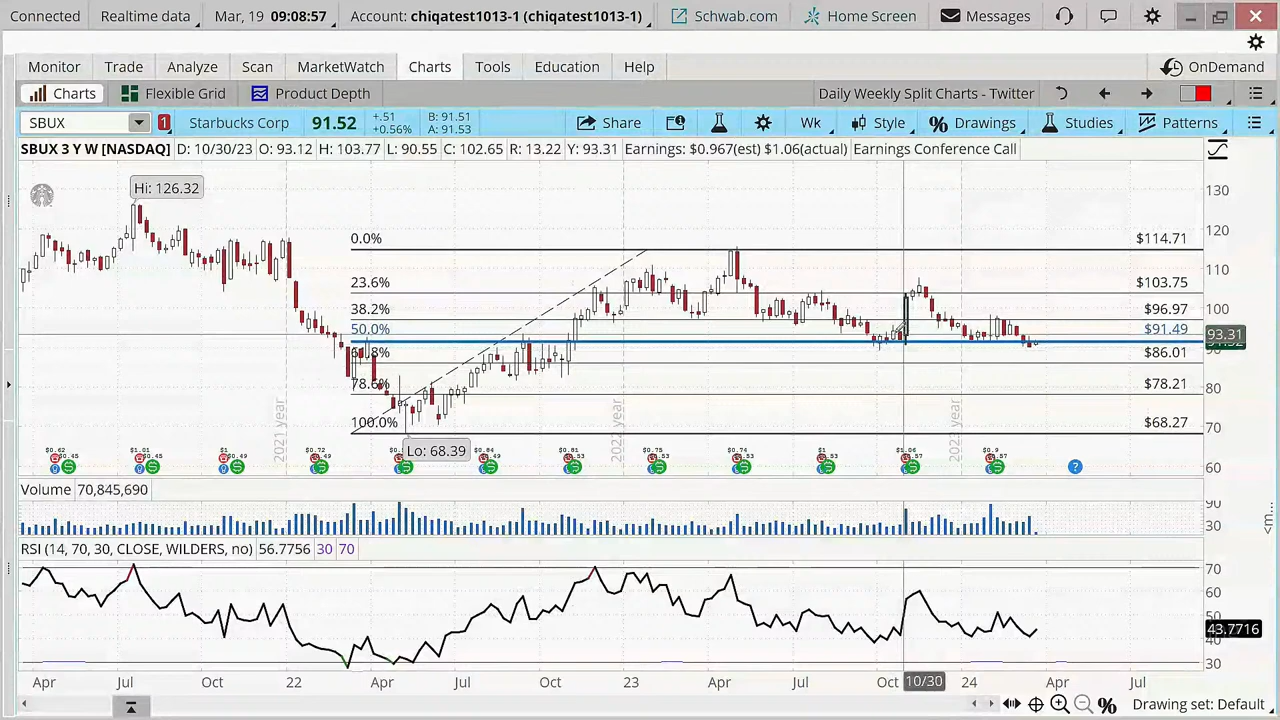 Connected Realtime data Mar, 19 09:08:57 Account: chiqatest1013-1 (chiqatest1013-1) Schwab.com Home Screen Messages
Monitor Trade Analyze Scan MarketWatch Charts Tools Education Help OnDemand
Charts Flexible Grid Product Depth Daily Weekly Split Charts - Twitter
SBUX 1 Starbucks Corp 91.52 +.51 +0.56% B: 91.51 A: 91.53 Share Wk Style Drawings Studies Patterns
SBUX 3 Y W [NASDAQ] D: 10/30/23 O: 93.12 H: 103.77 L: 90.55 C: 102.65 R: 13.22 Y: 93.31 Earnings: $0.967(est) $1.06(actual) Earnings Conference Call
Hi: 126.32
130
120
0.0% $114.71
110
23.6% $103.75
100
38.2% $96.97
50.0% $91.49
93.31
$86.01
80
78.6% $78.21
100.0% $68.27
70
Lo: 68.39
2021 year 2022 year 2023 year
60
Volume 70,845,690
90
30
RSI (14, 70, 30, CLOSE, WILDERS, no) 56.7756 30 70
70
60
50
43.7716
30
Apr Jul Oct 22 Apr Jul Oct 23 Apr Jul Oct 10/30 24 Apr Jul
Drawing set: Default